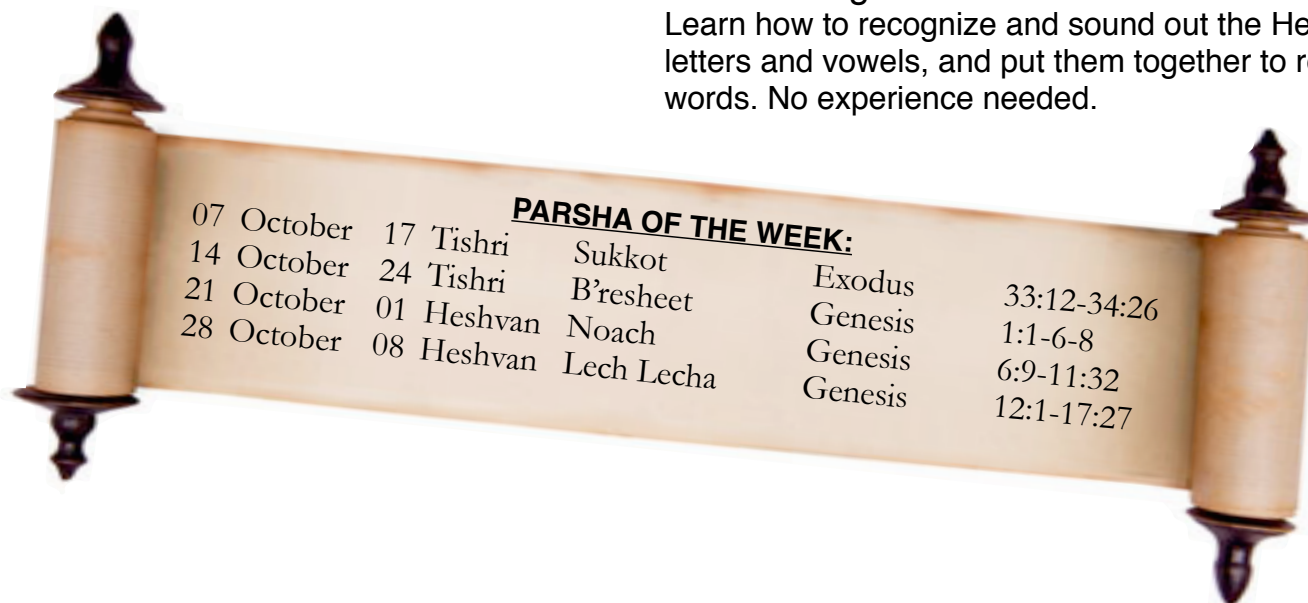 Learn how to recognize and sound out the He
letters and vowels, and put them together to r
words. No experience needed.
PARSHA OF THE WEEK:
07 October 17 Tishri Sukkot Exodus 33:12-34:26
14 October 24 Tishri B’resheet Genesis 1:1-6-8
21 October 01 Heshvan Noach Genesis 6:9-11:32
28 October 08 Heshvan Lech Lecha Genesis 12:1-17:27